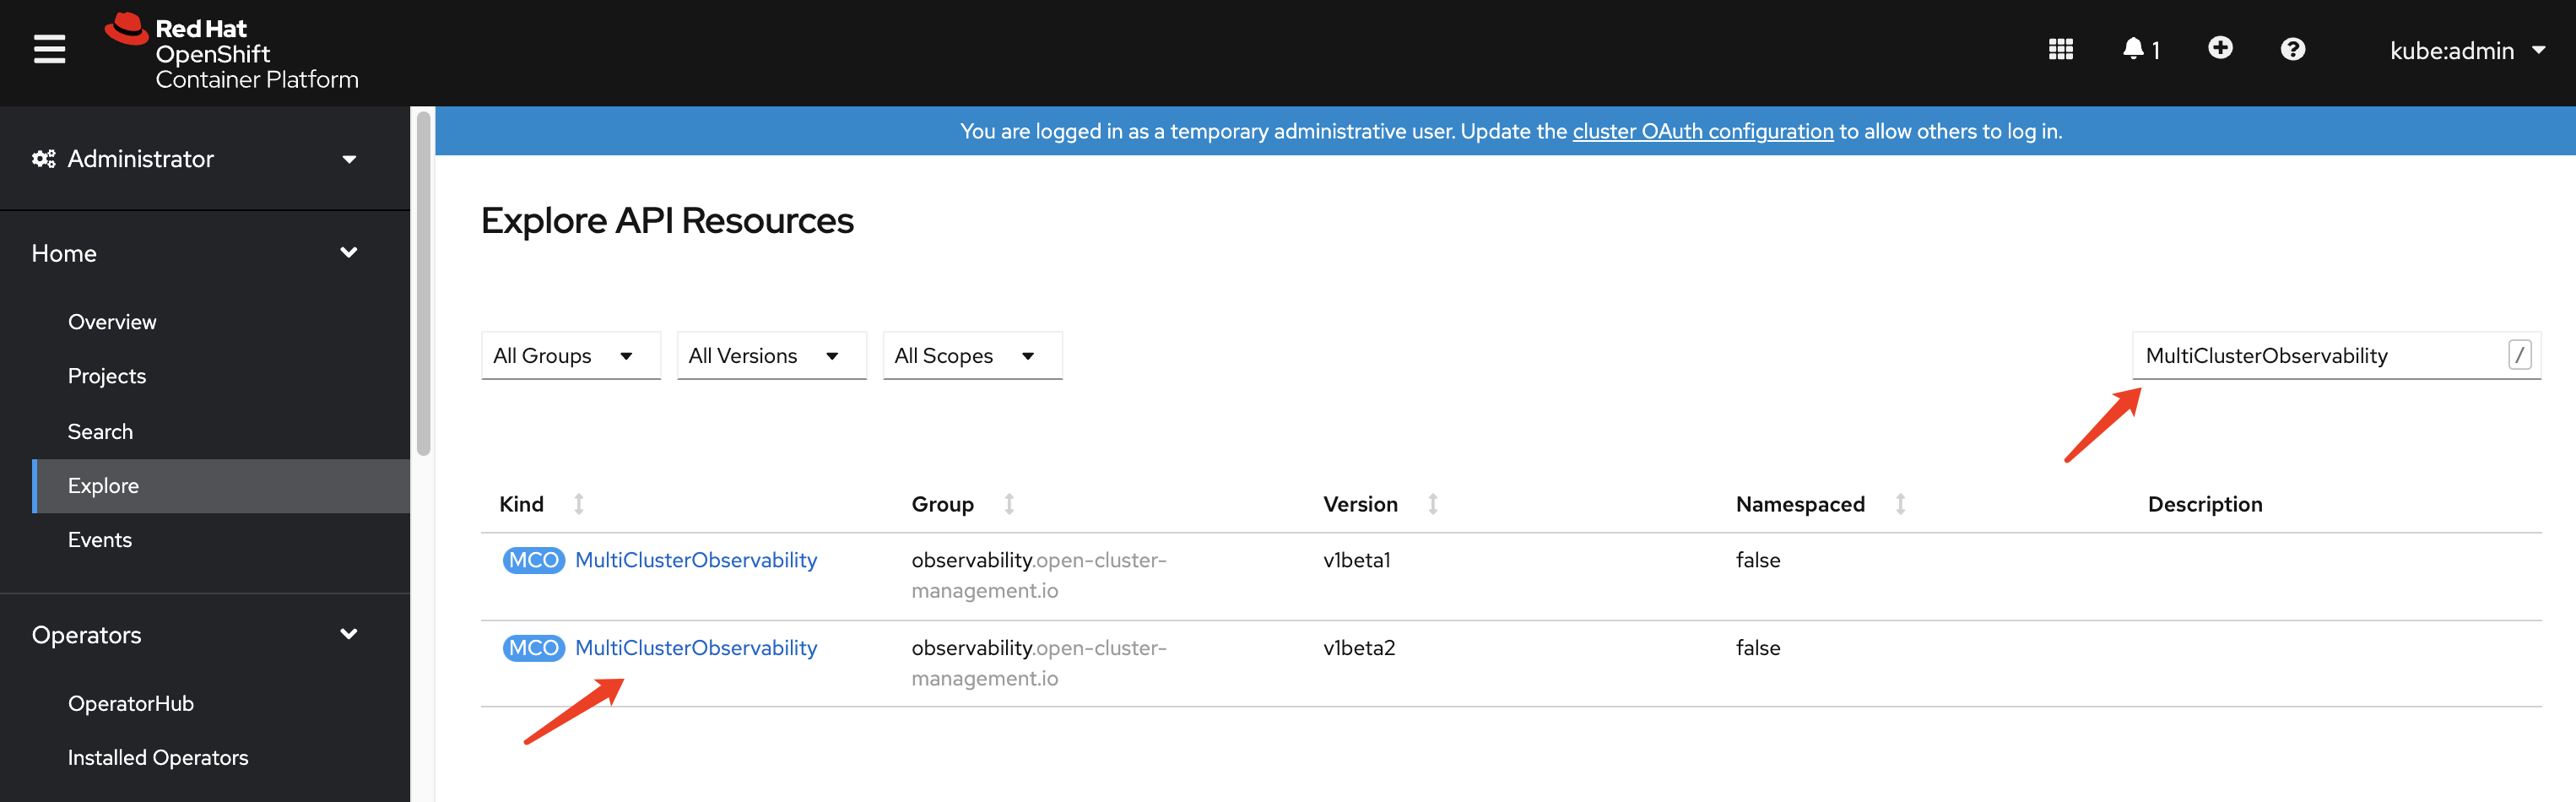 Red Hat
OpenShift
Container Platform
1
kube:admin
Administrator
Home
Overview
Projects
Search
Explore
Events
Operators
OperatorHub
Installed Operators
You are logged in as a temporary administrative user. Update the cluster OAuth configuration to allow others to log in.
Explore API Resources
All Groups
All Versions
All Scopes
MultiClusterObservability /
Kind Group Version Namespaced Description
MCO MultiClusterObservability observability.open-cluster- v1beta1 false
management.io
MCO MultiClusterObservability observability.open-cluster- v1beta2 false
management.io